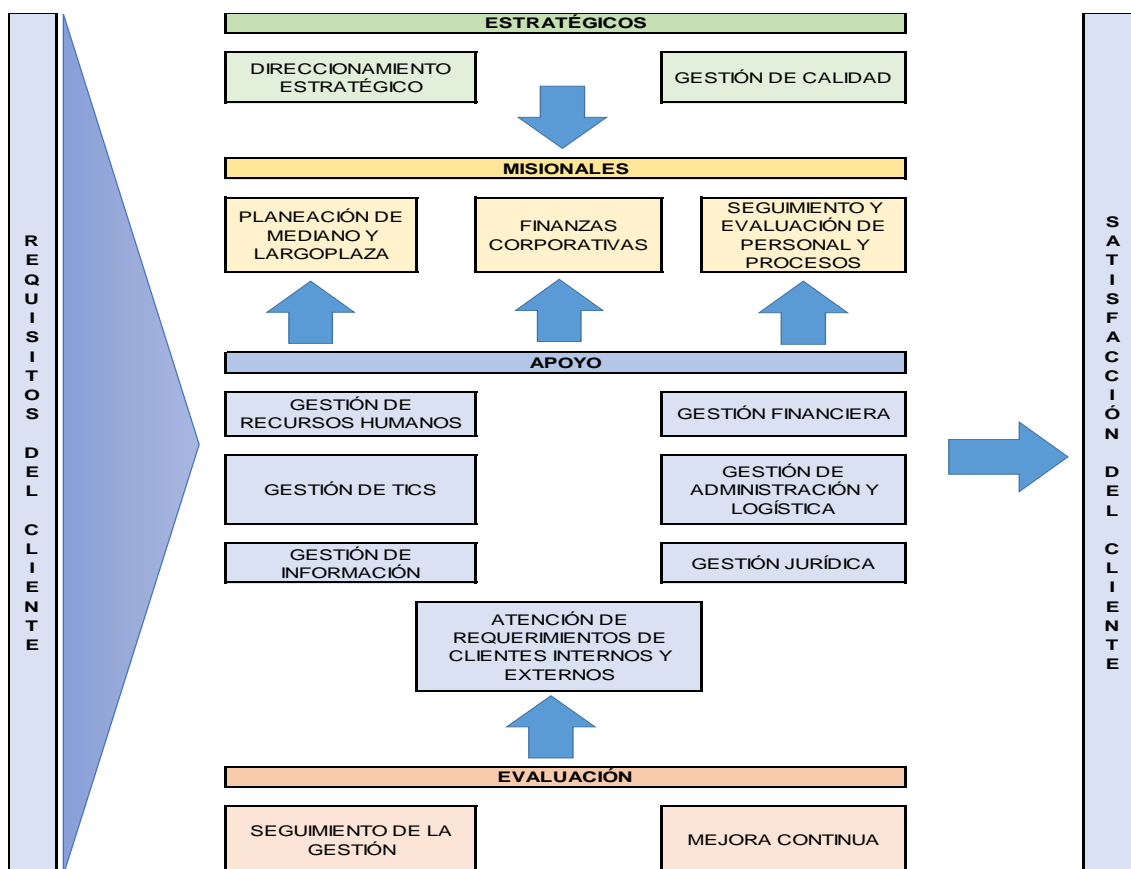 ESTRATÉGICOS
DIRECCIONAMIENTO
ESTRATÉGICO
GESTIÓN DE CALIDAD
MISIONALES
PLANEACIÓN DE
MEDIANO Y
LARGOPLAZA
FINANZAS
CORPORATIVAS
SEGUIMIENTO Y
EVALUACIÓN DE
PERSONAL Y
PROCESOS
REQUISITOS DEL CLIENTE
APOYO
GESTIÓN DE
RECURSOS HUMANOS
GESTIÓN FINANCIERA
GESTIÓN DE TICS
GESTIÓN DE
ADMINISTRACIÓN Y
LOGÍSTICA
GESTIÓN DE
INFORMACIÓN
GESTIÓN JURÍDICA
ATENCIÓN DE
REQUERIMIENTOS DE
CLIENTES INTERNOS Y
EXTERNOS
SATISFACCIÓN DEL CLIENTE
EVALUACIÓN
SEGUIMIENTO DE LA
GESTIÓN
MEJORA CONTINUA